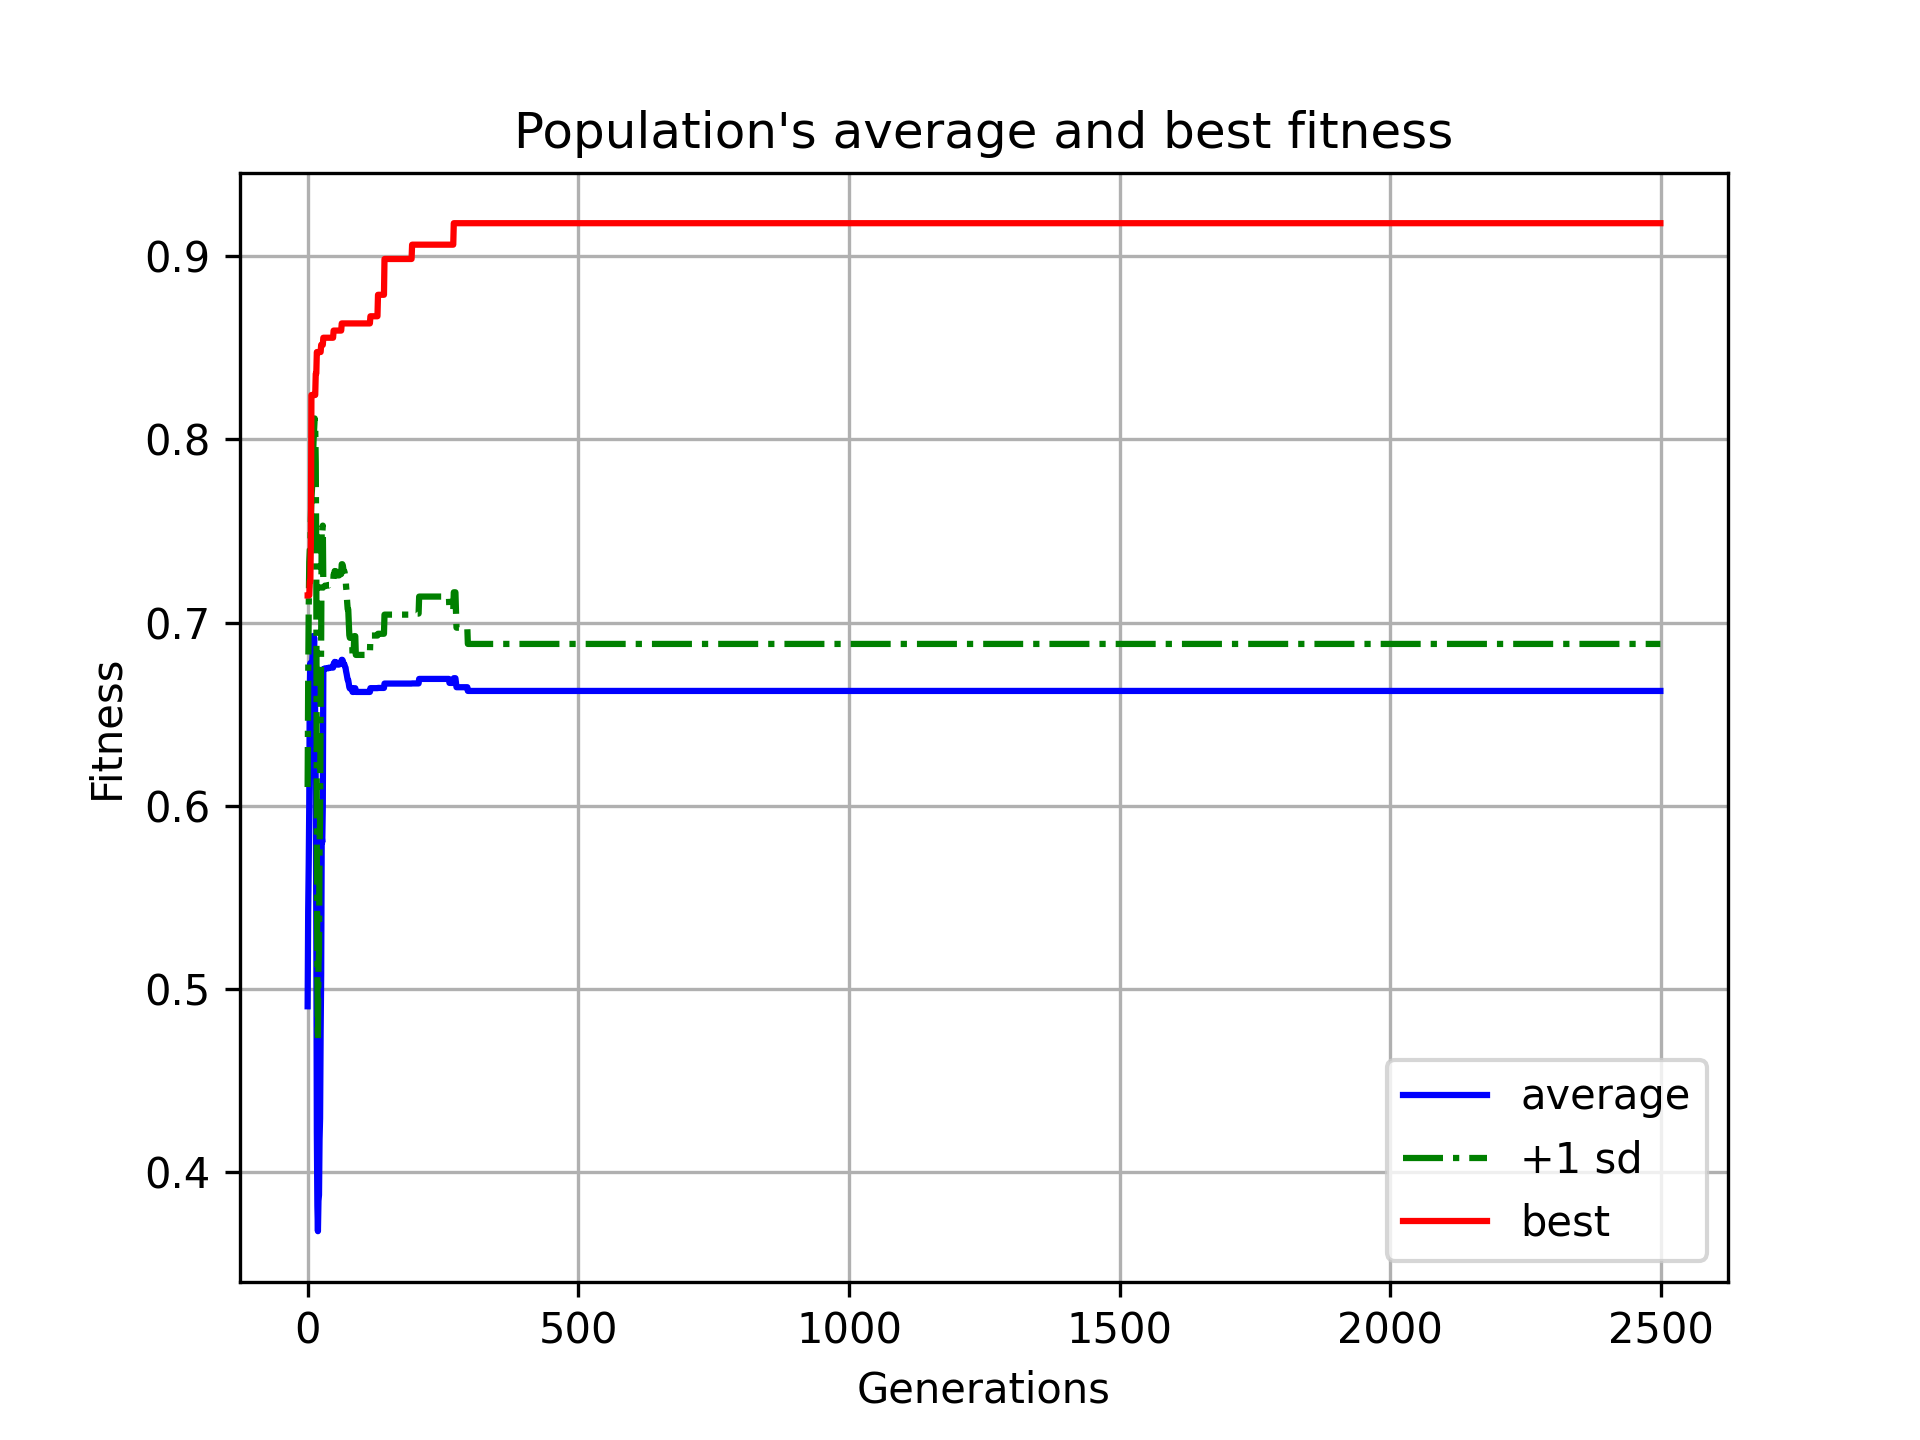 Population's average and best fitness
0.9
0.8
0.7
0.6
0.5
0.4
Fitness
average
+1 sd
best
0 500 1000 1500 2000 2500
Generations